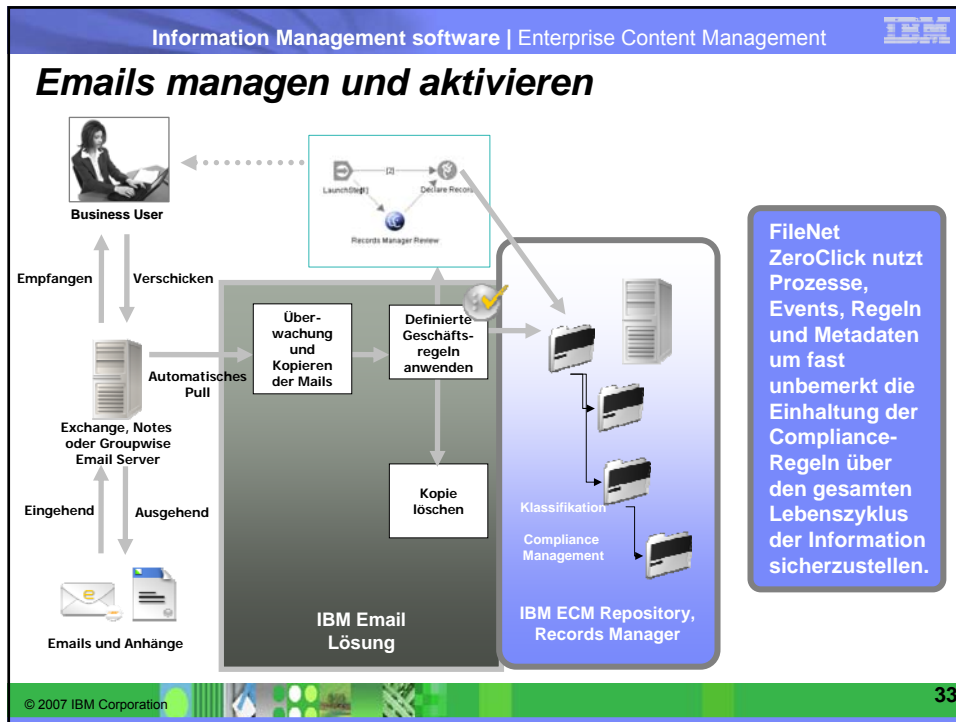 Information Management software | Enterprise Content Management
IBM
Emails managen und aktivieren
Business User
Empfangen
Verschicken
Exchange, Notes
oder Groupwise
Email Server
Eingehend
Ausgehend
Emails und Anhänge
Automatisches
Pull
LaunchStep
[2]
Declare Record
Records Manager Review
Über-
wachung
und
Kopieren
der Mails
Definierte
Geschäfts-
regeln
anwenden
Kopie
löschen
IBM Email
Lösung
Klassifikation
Compliance
Management
IBM ECM Repository,
Records Manager
FileNet
ZeroClick nutzt
Prozesse,
Events, Regeln
und Metadaten
um fast
unbemerkt die
Einhaltung der
Compliance-
Regeln über
den gesamten
Lebenszyklus
der Information
sicherzustellen.
© 2007 IBM Corporation
33